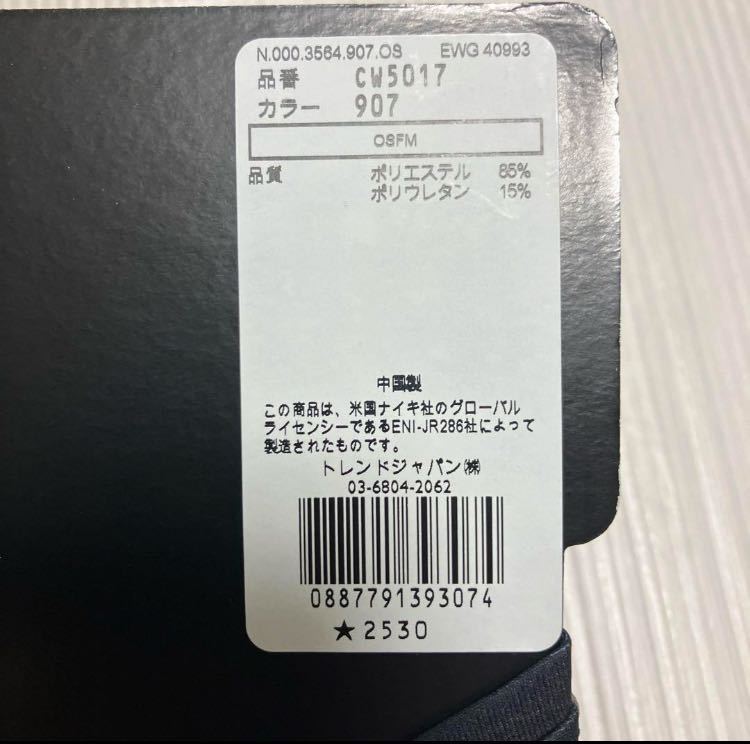 N.000.3564.907.OS EWG 40993
品番 CW5017
カラー 907
OSFM
品質 ポリエステル 85%
ポリウレタン 15%
中国製
この商品は、米国ナイキ社のグローバル
ライセンシーであるENI-JR286社によって
製造されたものです。
トレンドジャパン㈱
03-6804-2062
0887791393074
★2530